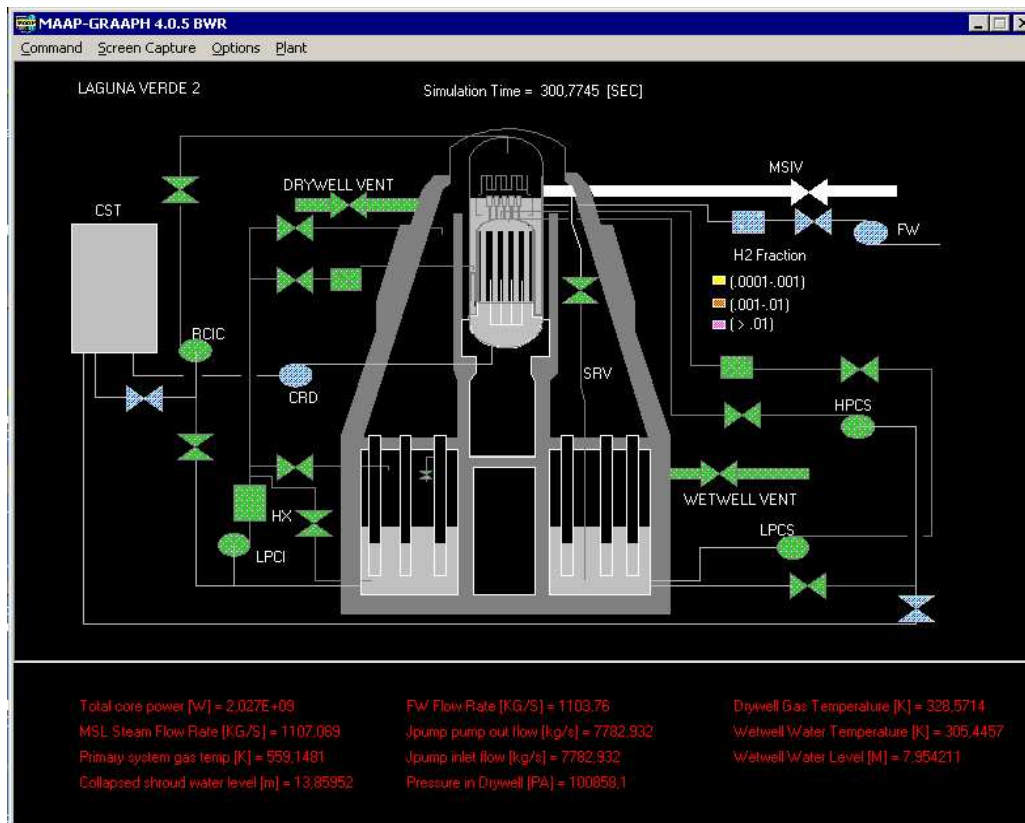 MAAP-GRAAPH 4.0.5 BWR
Command Screen Capture Options Plant
LAGUNA VERDE 2
Simulation Time = 300,7745 [SEC]
MSIV
DRYWELL VENT
CST
FW
H2 Fraction
(.0001-.001)
(.001-.01)
( > .01)
RCIC
SRV
CRD
HPCS
WETWELL VENT
HX
LPCS
LPCI
Total core power [W] = 2,027E+09
MSL Steam Flow Rate [KG/S] = 1107,069
Primary system gas temp [K] = 559,1481
Collapsed shroud water level [m] = 13,85952
FW Flow Rate [KG/S] = 1103,76
Jpump pump out flow [kg/s] = 7782,932
Jpump inlet flow [kg/s] = 7782,932
Pressure in Drywell [PA] = 100858,1
Drywell Gas Temperature [K] = 328,5714
Wetwell Water Temperature [K] = 305,4457
Wetwell Water Level [M] = 7,954211